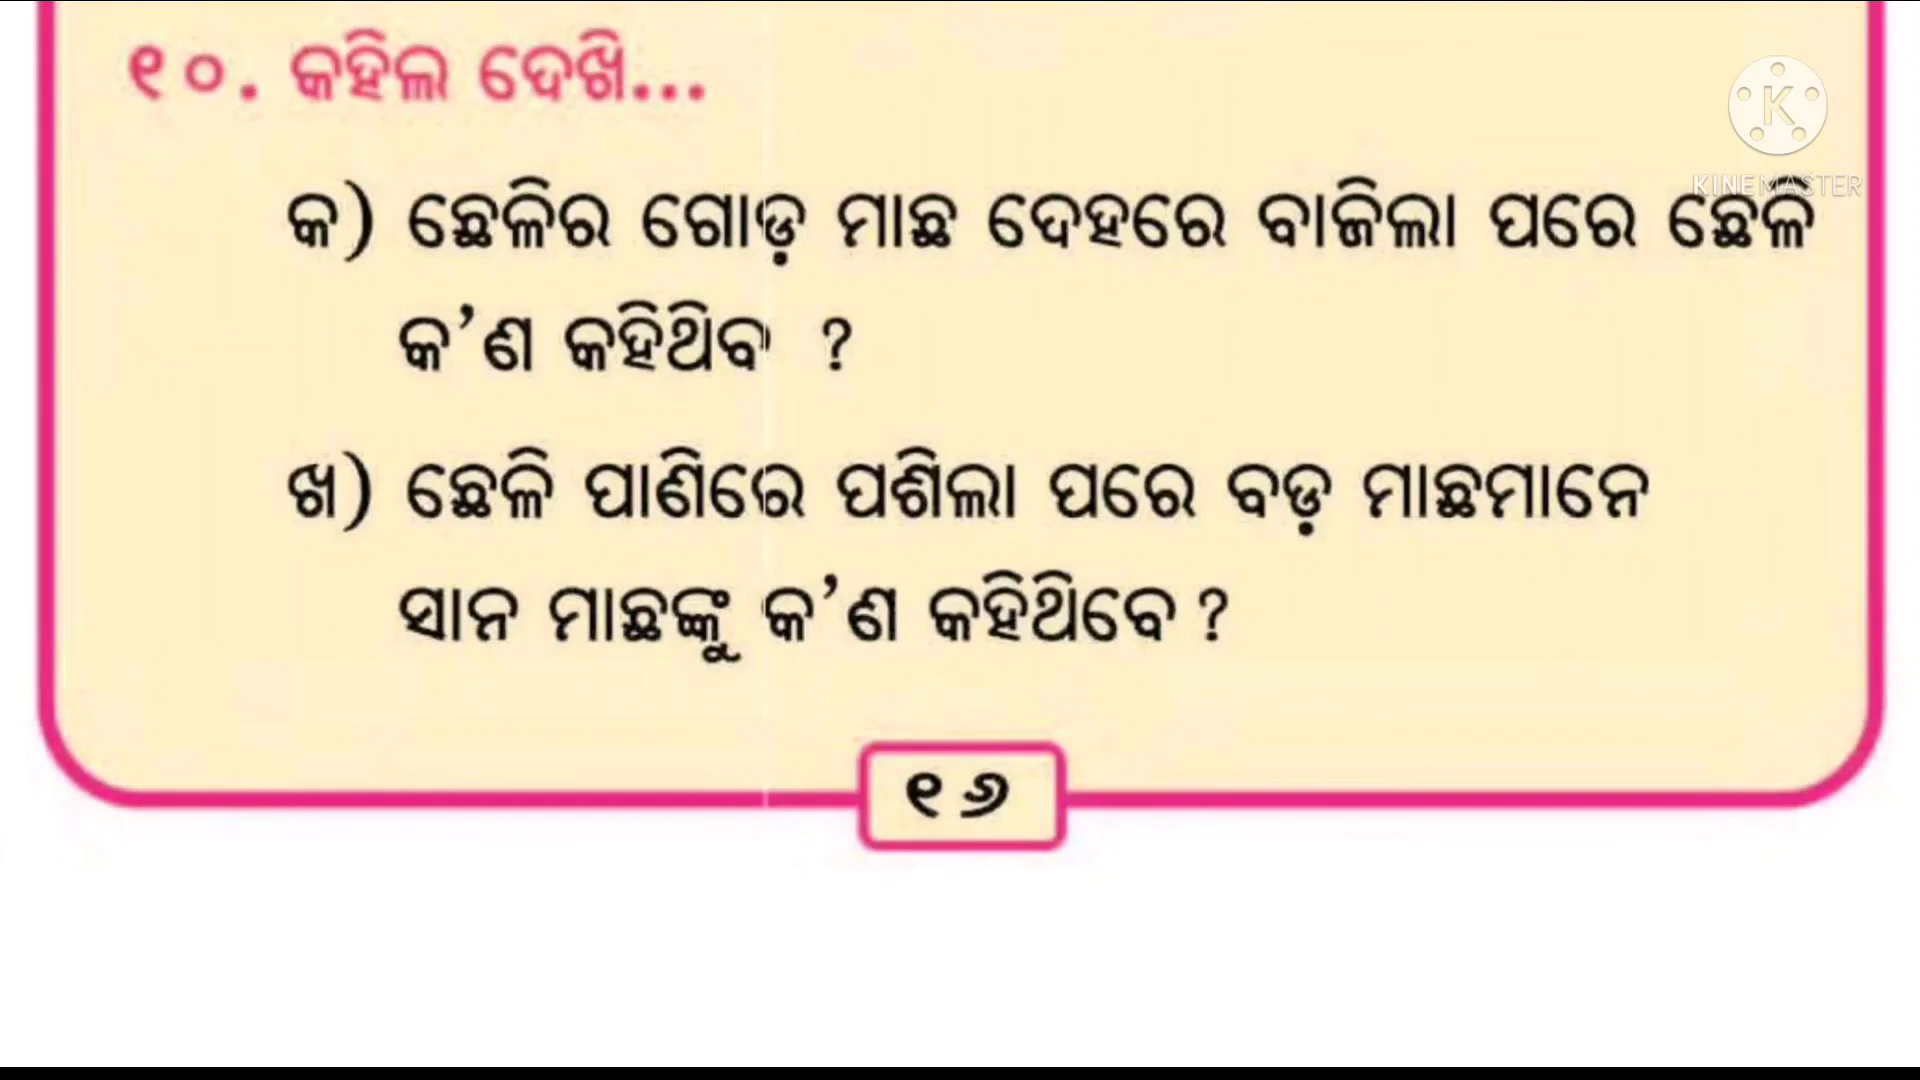 ୧୦. କହିଲ ଦେଖି...
KINEMASTER
କ) ଛେଳିର ଗୋଡ଼ ମାଛ ଦେହରେ ବାଜିଲା ପରେ ଛେଳି
କ’ଣ କହିଥିବ ?
ଖ) ଛେଳି ପାଣିରେ ପଶିଲା ପରେ ବଡ଼ ମାଛମାନେ
ସାନ ମାଛଙ୍କୁ କ’ଣ କହିଥିବେ ?
୧୬